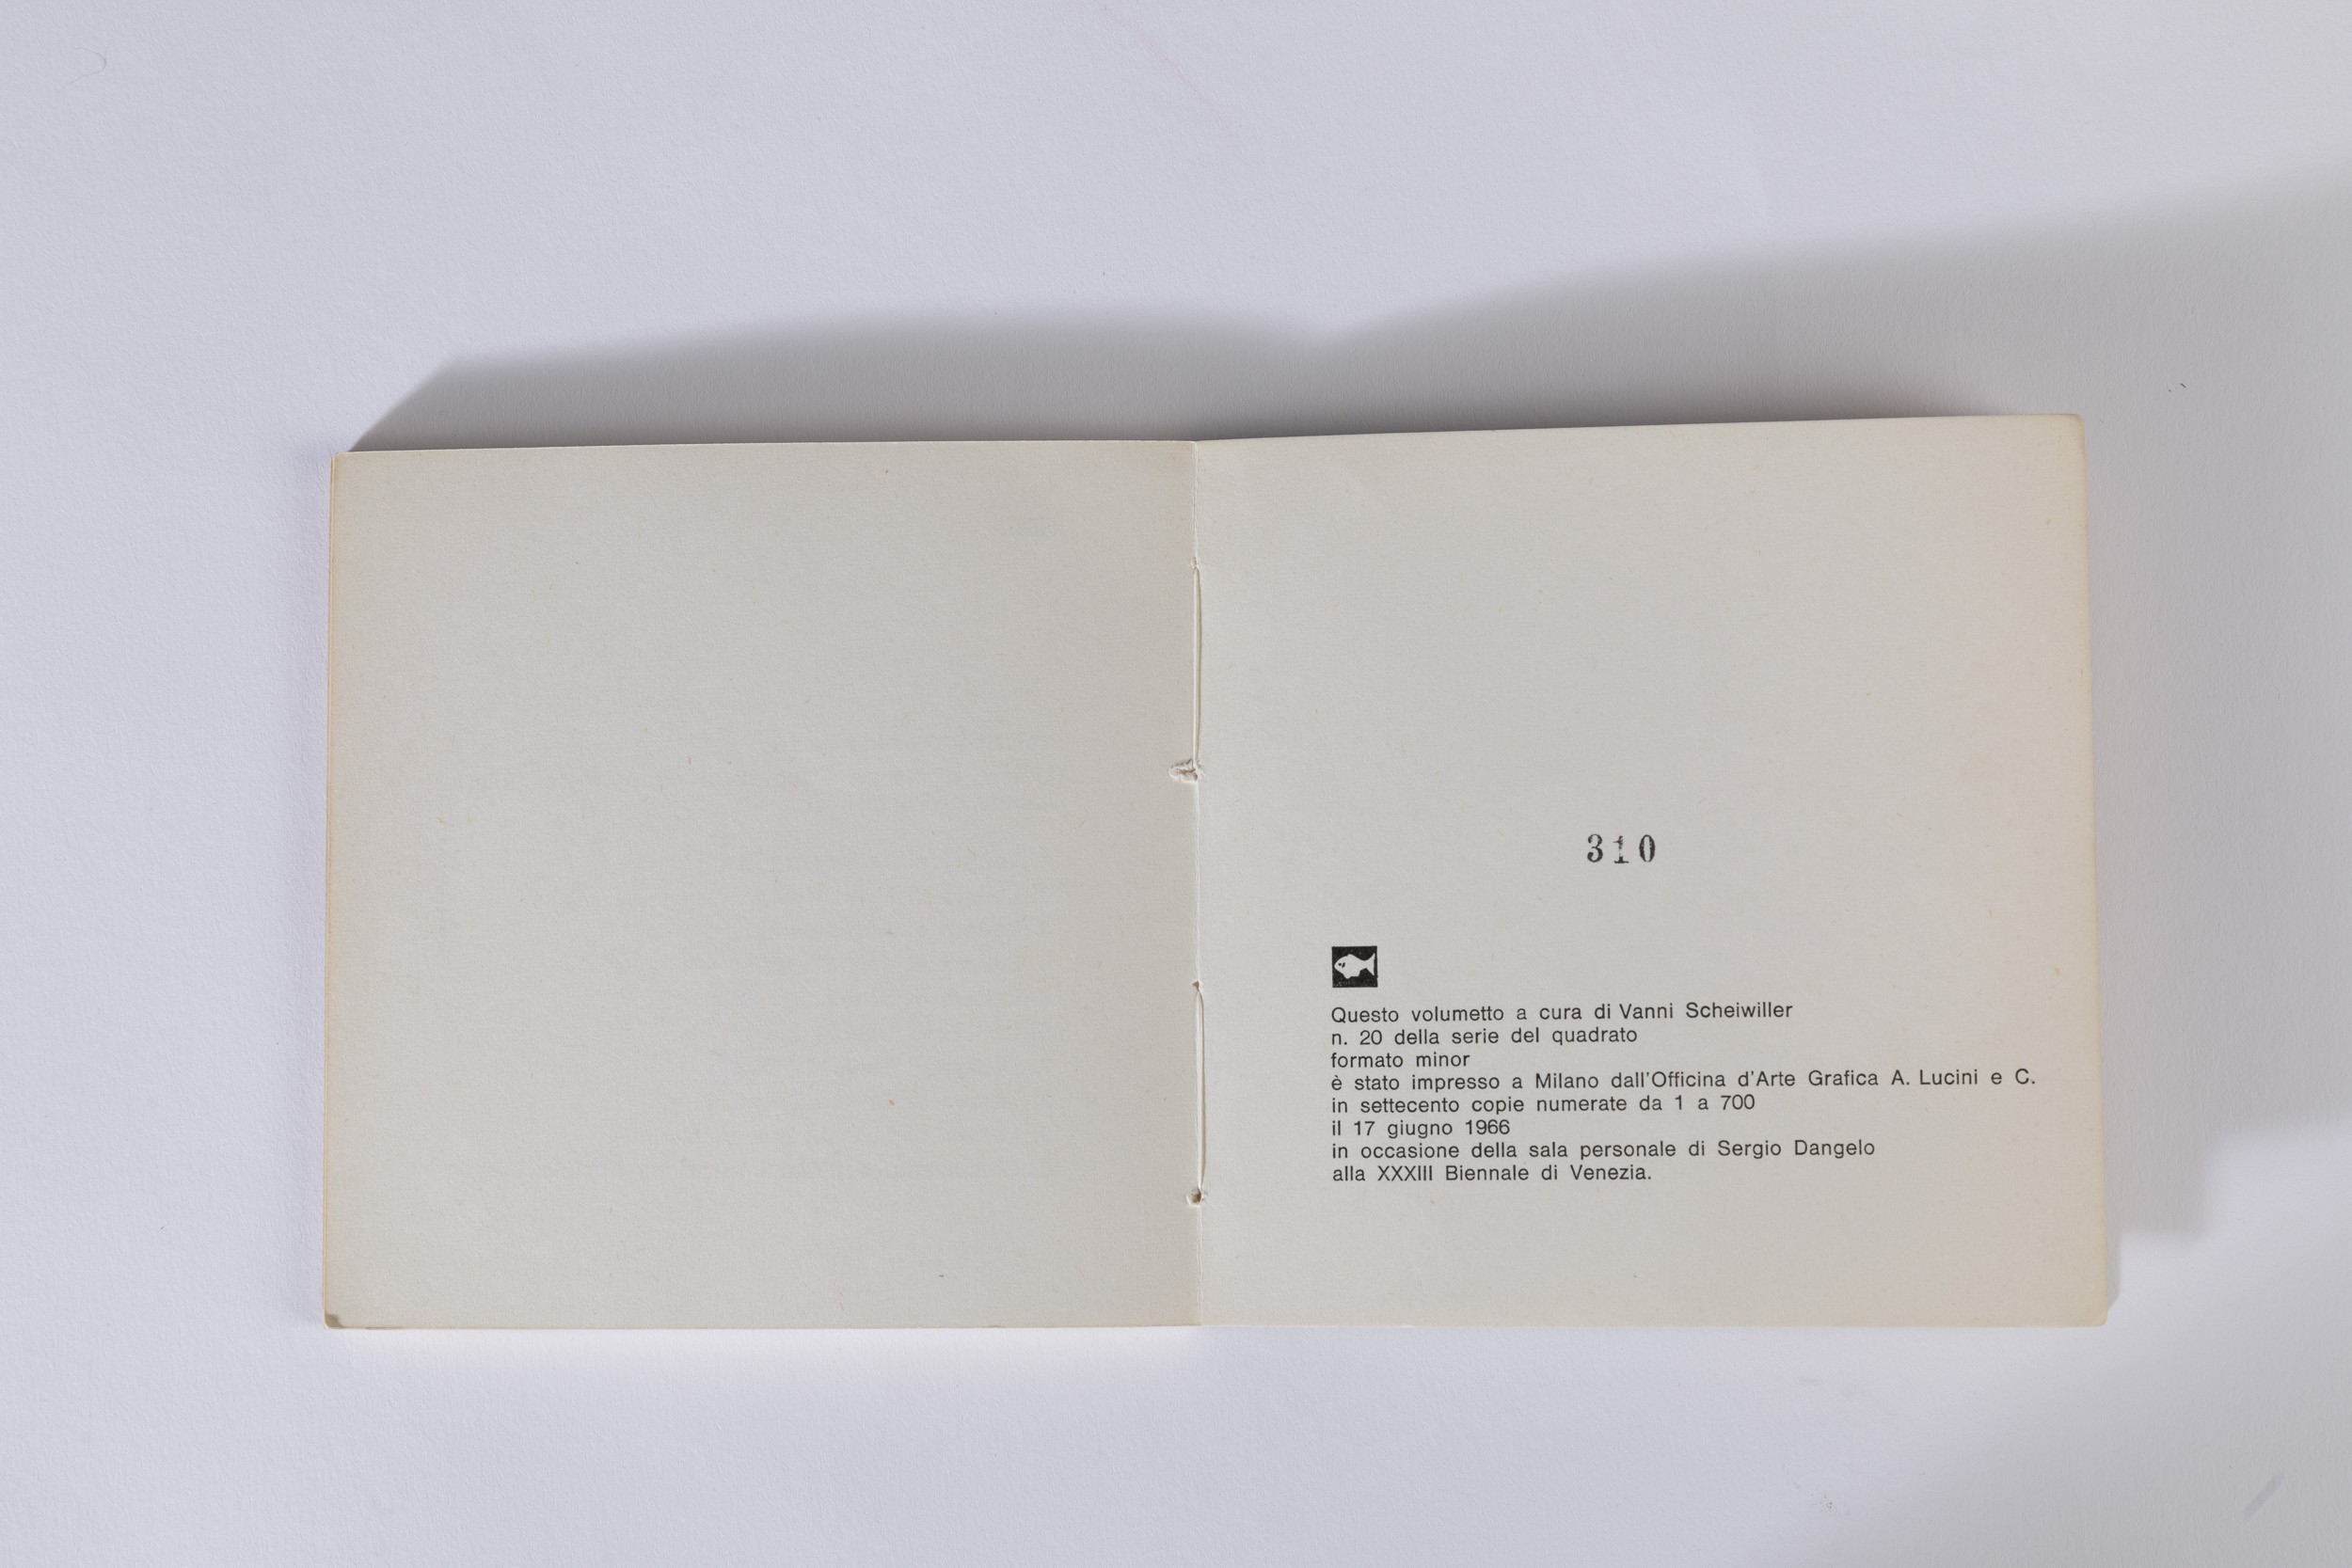 310
Questo volumetto a cura di Vanni Scheiwiller
n. 20 della serie del quadrato
formato minor
è stato impresso a Milano dall'Officina d'Arte Grafica A. Lucini e C.
in settecento copie numerate da 1 a 700
il 17 giugno 1966
in occasione della sala personale di Sergio Dangelo
alla XXXIII Biennale di Venezia.